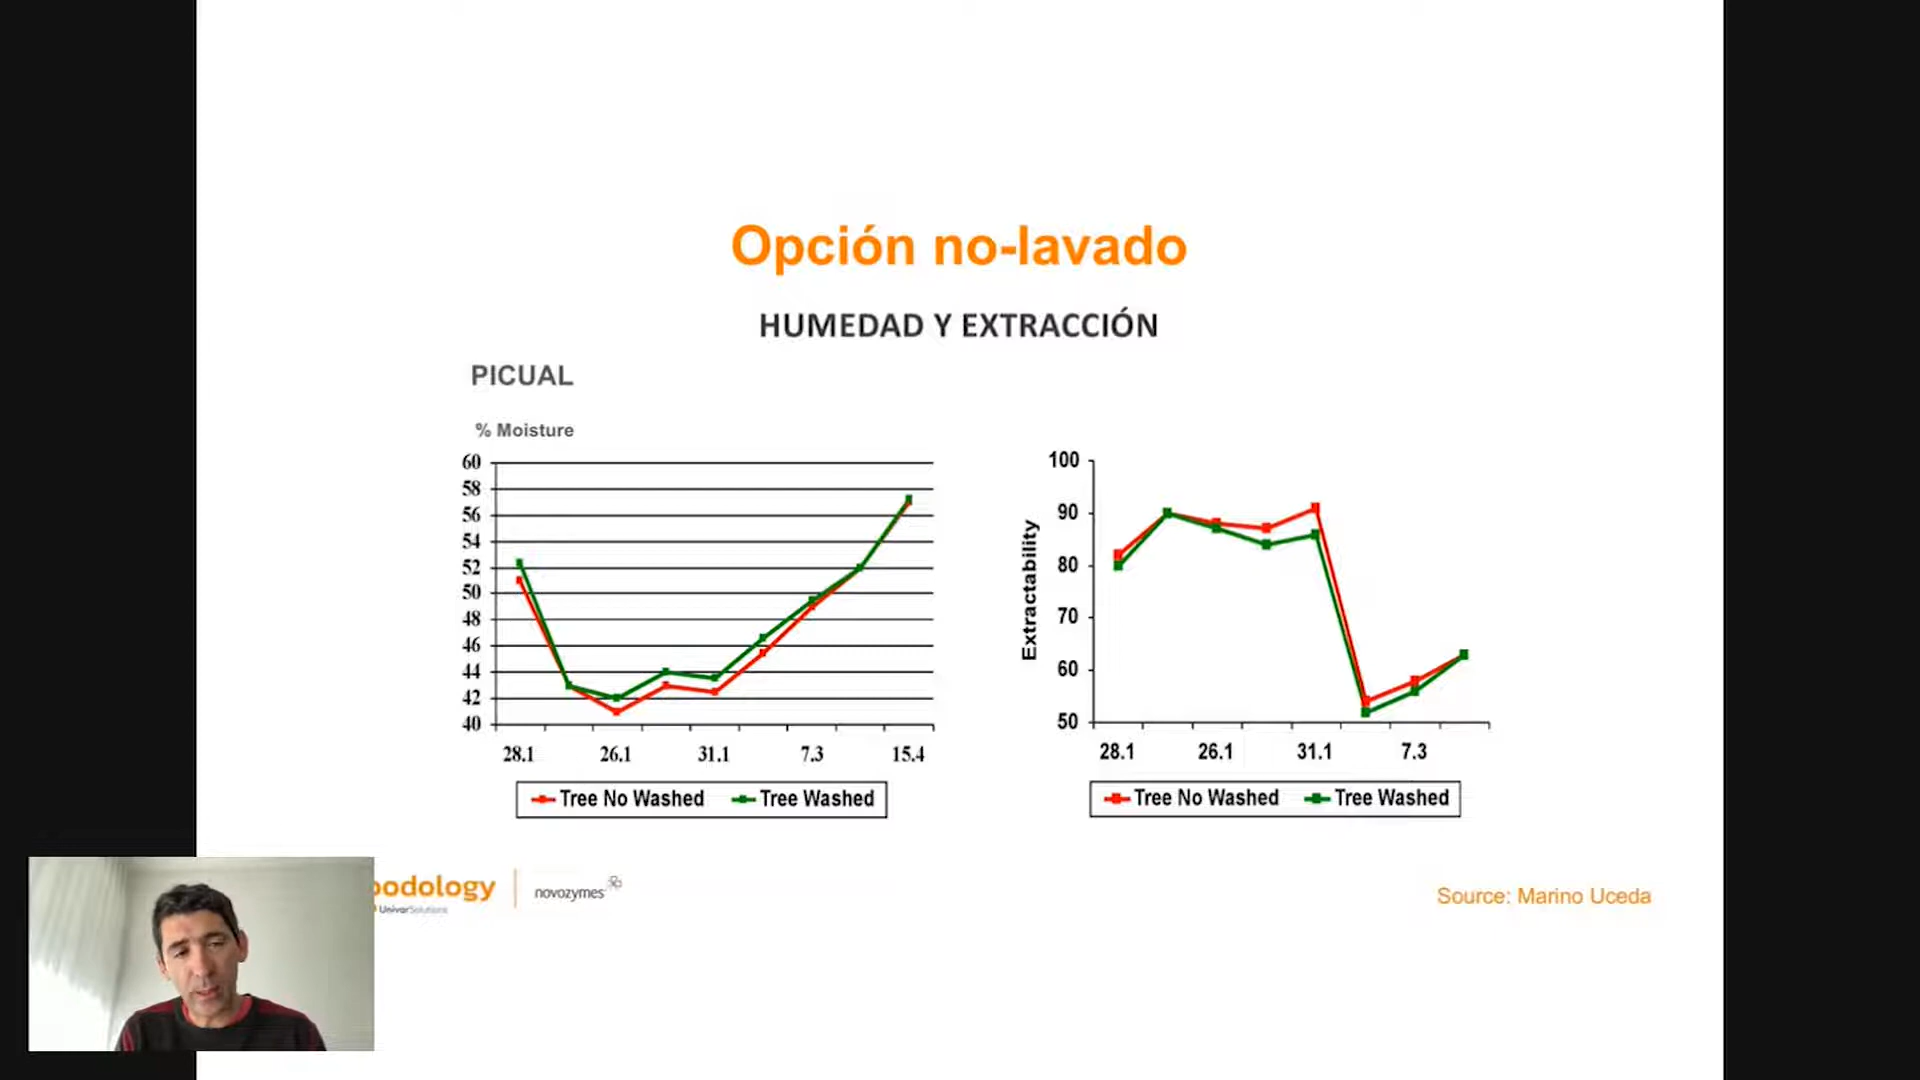 Opción no-lavado
HUMEDAD Y EXTRACCIÓN
PICUAL
% Moisture
60
58
56
54
52
50
48
46
44
42
40
28.1 26.1 31.1 7.3 15.4
Tree No Washed Tree Washed
Extractability
100
90
80
70
60
50
28.1 26.1 31.1 7.3
Tree No Washed Tree Washed
oodology
UnivarSolutions
novozymes
Source: Marino Uceda